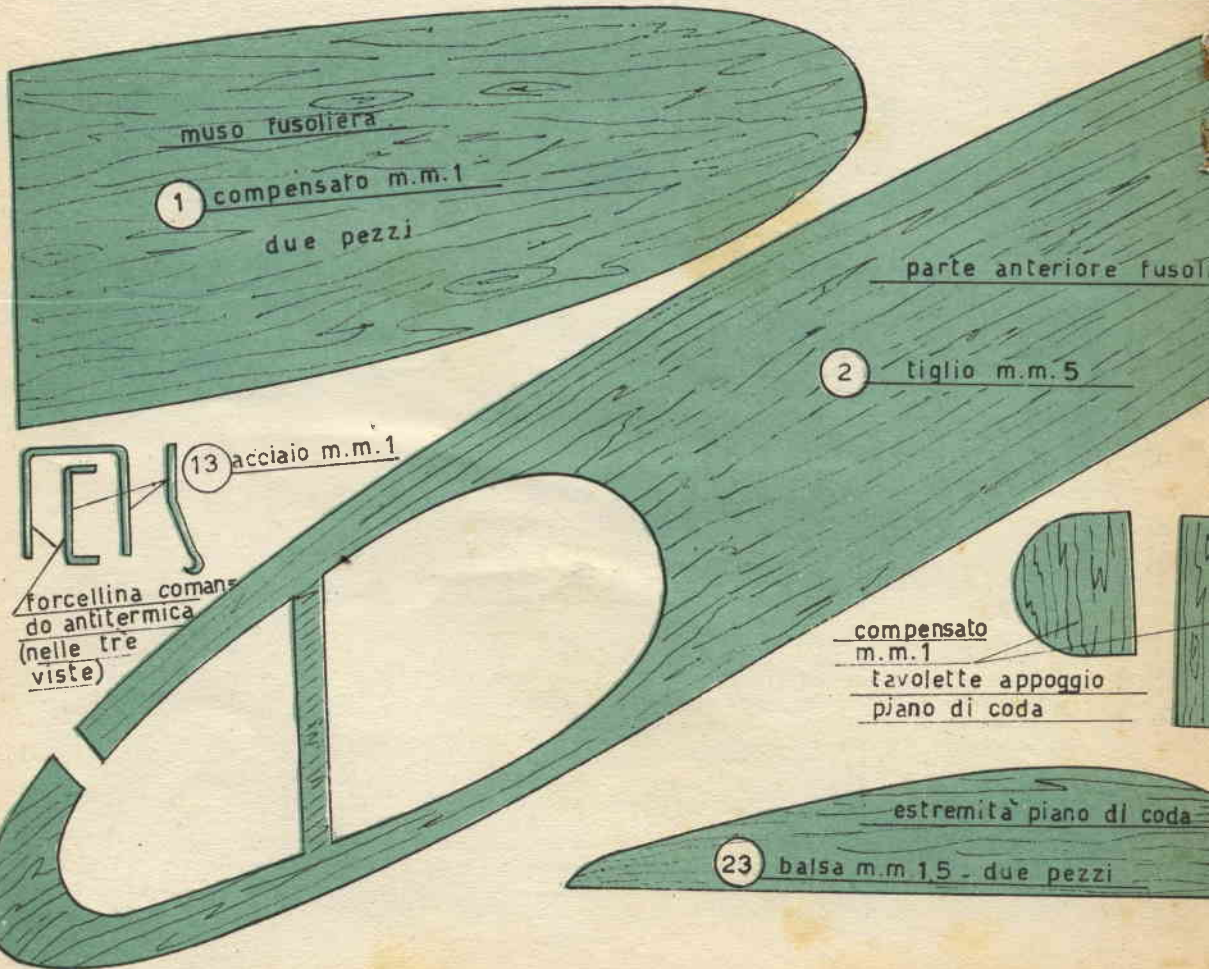 muso fusoliera
1 compensato m.m.1
due pezzi
parte anteriore fusol
2 tiglio m.m.5
13 acciaio m.m.1
forcellina coman=
do antitermica
(nelle tre
viste)
compensato
m.m.1
tavolette appoggio
piano di coda
estremità piano di coda
23 balsa m.m 1,5 - due pezzi